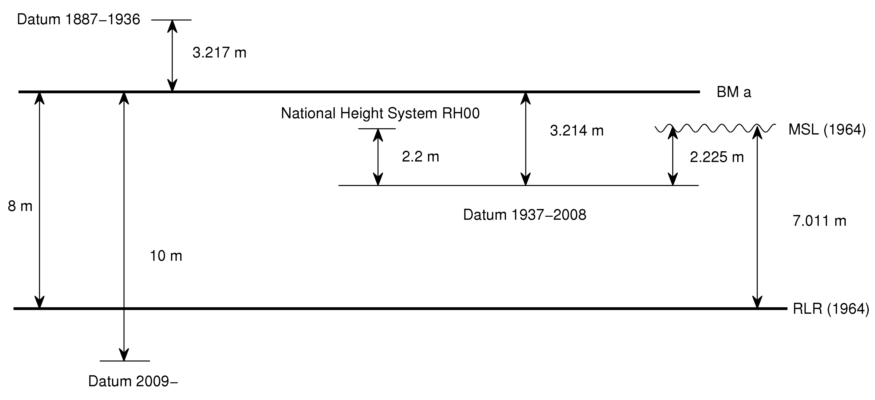 Datum 1887−1936
3.217 m
BM a
National Height System RH00
3.214 m
MSL (1964)
2.2 m
2.225 m
8 m
Datum 1937−2008
7.011 m
10 m
RLR (1964)
Datum 2009−